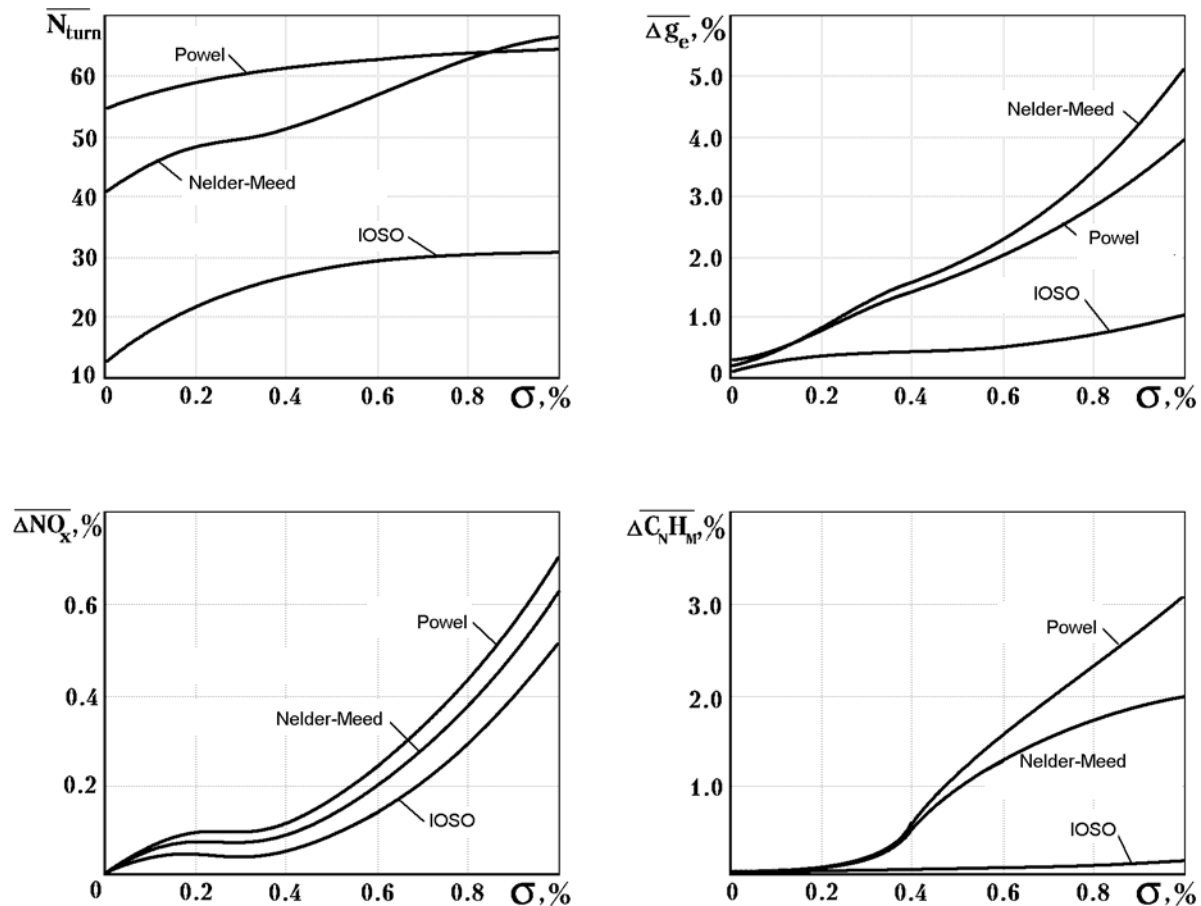 N_turn
60
50
40
30
20
10
0
0.2
0.4
0.6
0.8
σ,%
Powel
Nelder-Meed
IOSO
Δg_e,%
5.0
4.0
3.0
2.0
1.0
0
0
0.2
0.4
0.6
0.8
σ,%
Nelder-Meed
Powel
IOSO
ΔNO_x,%
0.6
0.4
0.2
0
0.2
0.4
0.6
0.8
σ,%
Powel
Nelder-Meed
IOSO
ΔC_NH_M,%
3.0
2.0
1.0
0
0.2
0.4
0.6
0.8
σ,%
Powel
Nelder-Meed
IOSO